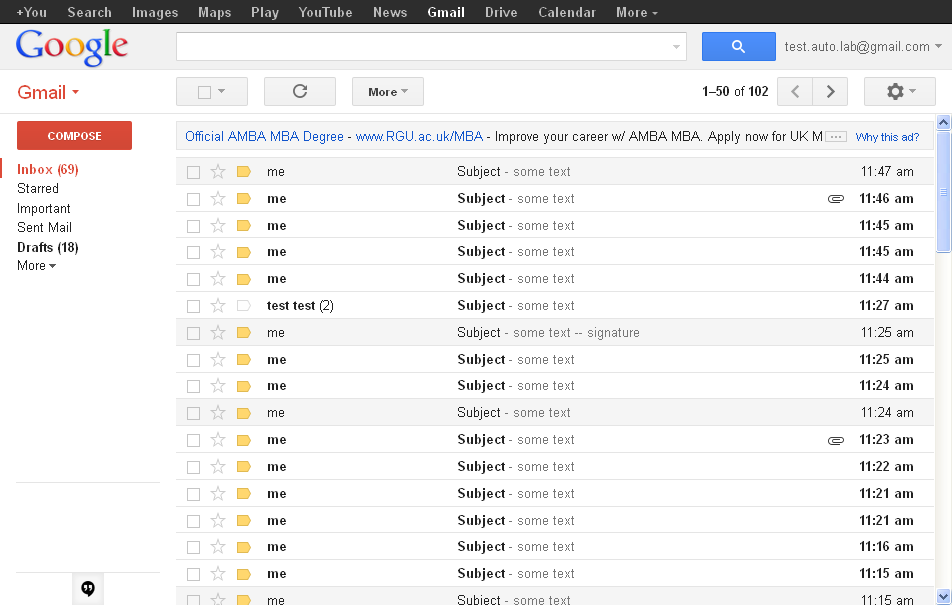 +You Search Images Maps Play YouTube News Gmail Drive Calendar More
Google test.auto.lab@gmail.com
Gmail More 1–50 of 102
COMPOSE
Inbox (69)
Starred
Important
Sent Mail
Drafts (18)
More
Official AMBA MBA Degree - www.RGU.ac.uk/MBA - Improve your career w/ AMBA MBA. Apply now for UK M ... Why this ad?
me Subject - some text 11:47 am
me Subject - some text 11:46 am
me Subject - some text 11:45 am
me Subject - some text 11:45 am
me Subject - some text 11:44 am
test test (2) Subject - some text 11:27 am
me Subject - some text -- signature 11:25 am
me Subject - some text 11:25 am
me Subject - some text 11:24 am
me Subject - some text 11:24 am
me Subject - some text 11:23 am
me Subject - some text 11:22 am
me Subject - some text 11:21 am
me Subject - some text 11:21 am
me Subject - some text 11:16 am
me Subject - some text 11:15 am
me Subject - some text 11:15 am